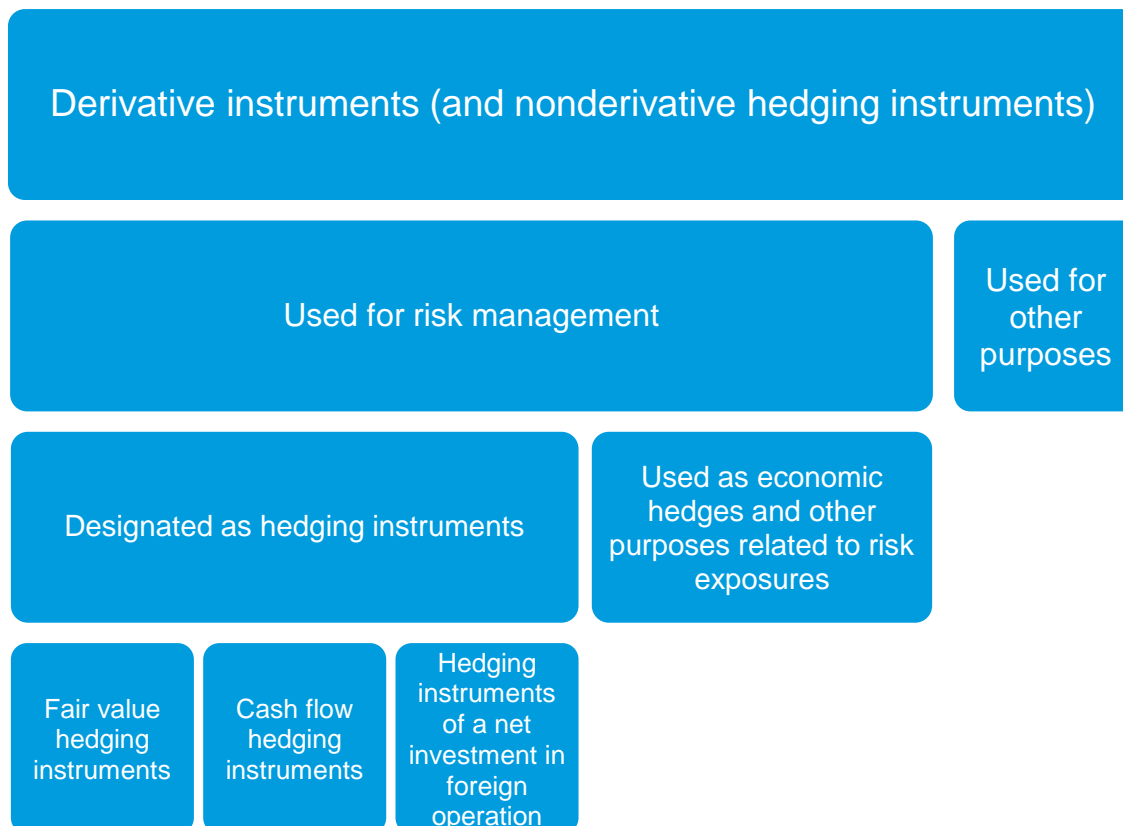 Derivative instruments (and nonderivative hedging instruments)
Used for risk management
Used for
other
purposes
Designated as hedging instruments
Used as economic
hedges and other
purposes related to risk
exposures
Fair value
hedging
instruments
Cash flow
hedging
instruments
Hedging
instruments
of a net
investment in
foreign
operation